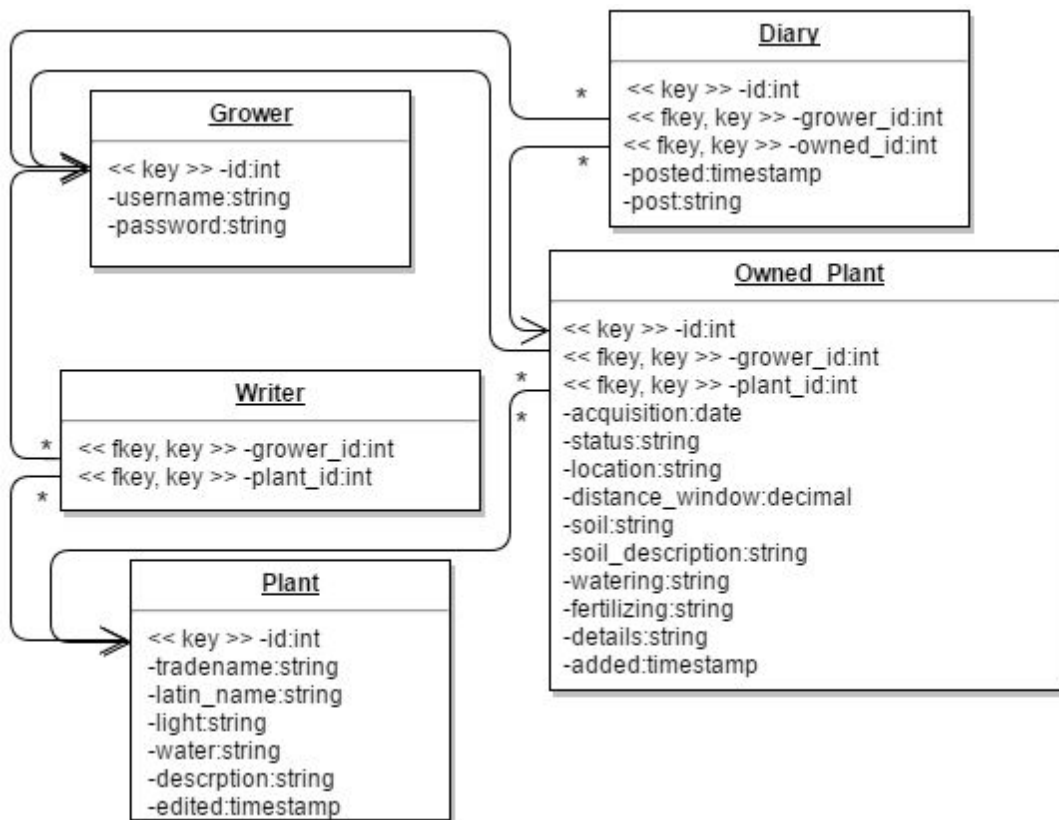 Diary
<< key >> -id:int
<< fkey, key >> -grower_id:int
<< fkey, key >> -owned_id:int
-posted:timestamp
-post:string
*
*
Grower
<< key >> -id:int
-username:string
-password:string
Owned_Plant
<< key >> -id:int
<< fkey, key >> -grower_id:int
<< fkey, key >> -plant_id:int
-acquisition:date
-status:string
-location:string
-distance_window:decimal
-soil:string
-soil_description:string
-watering:string
-fertilizing:string
-details:string
-added:timestamp
*
*
Writer
<< fkey, key >> -grower_id:int
<< fkey, key >> -plant_id:int
*
*
Plant
<< key >> -id:int
-tradename:string
-latin_name:string
-light:string
-water:string
-descrption:string
-edited:timestamp